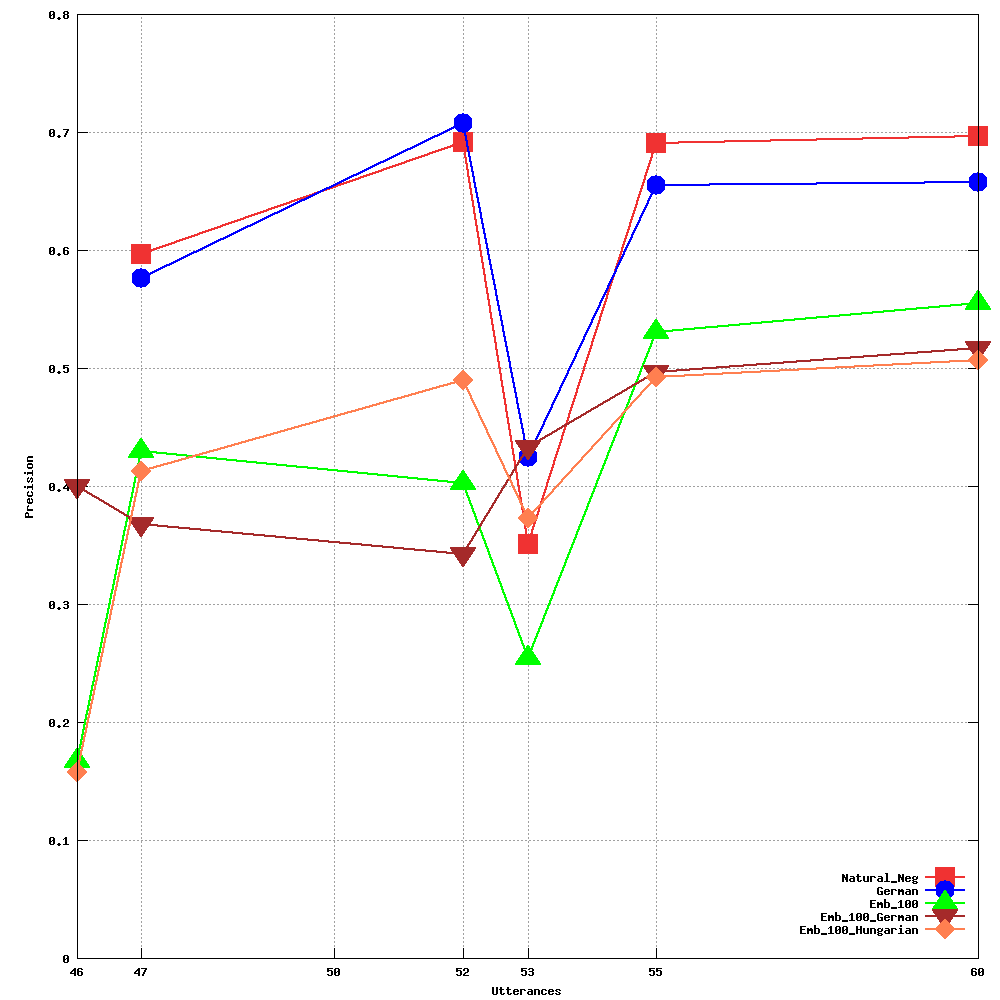 0.8
0.7
0.6
0.5
0.4
0.3
0.2
0.1
0
Precision
46 47 50 52 53 55 60
Utterances
Natural_Neg
German
Emb_100
Emb_100_German
Emb_100_Hungarian